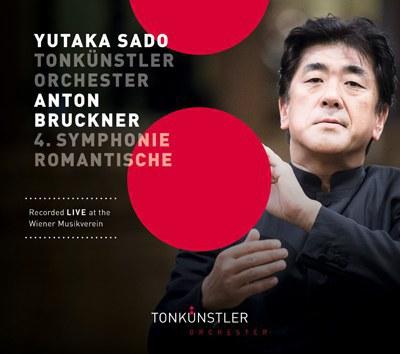 YUTAKA SADO
TONKÜNSTLER
ORCHESTER
ANTON
BRUCKNER
4. SYMPHONIE
ROMANTISCHE
Recorded LIVE at the
Wiener Musikverein
TONKÜNSTLER
ORCHESTER